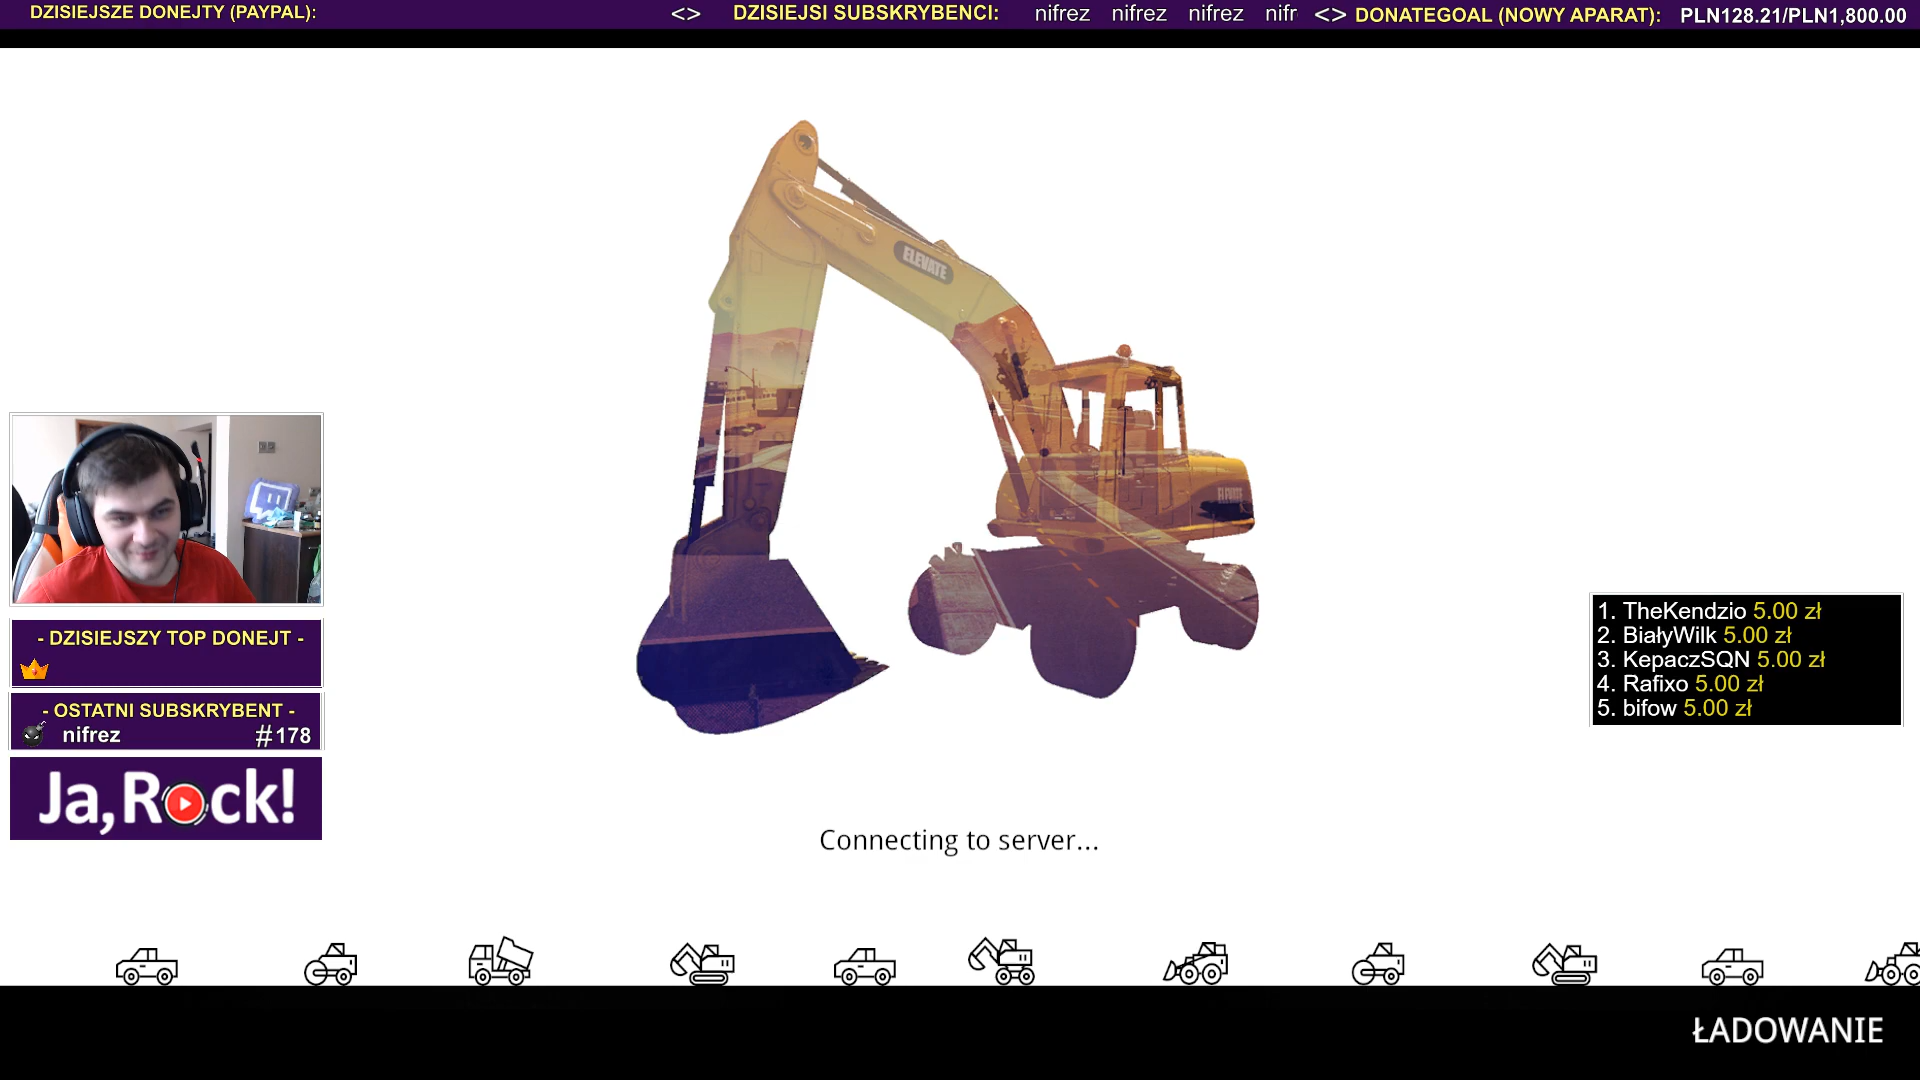 DZISIEJSZE DONEJTY (PAYPAL):
<> DZISIEJSI SUBSKRYBENCI: nifrez nifrez nifrez nifr <> DONATEGOAL (NOWY APARAT): PLN128.21/PLN1,800.00
ELEVATE
ELEVATE
- DZISIEJSZY TOP DONEJT -
- OSTATNI SUBSKRYBENT -
nifrez #178
Ja,Rock!
1. TheKendzio 5.00 zł
2. BiałyWilk 5.00 zł
3. KepaczSQN 5.00 zł
4. Rafixo 5.00 zł
5. bifow 5.00 zł
Connecting to server...
ŁADOWANIE